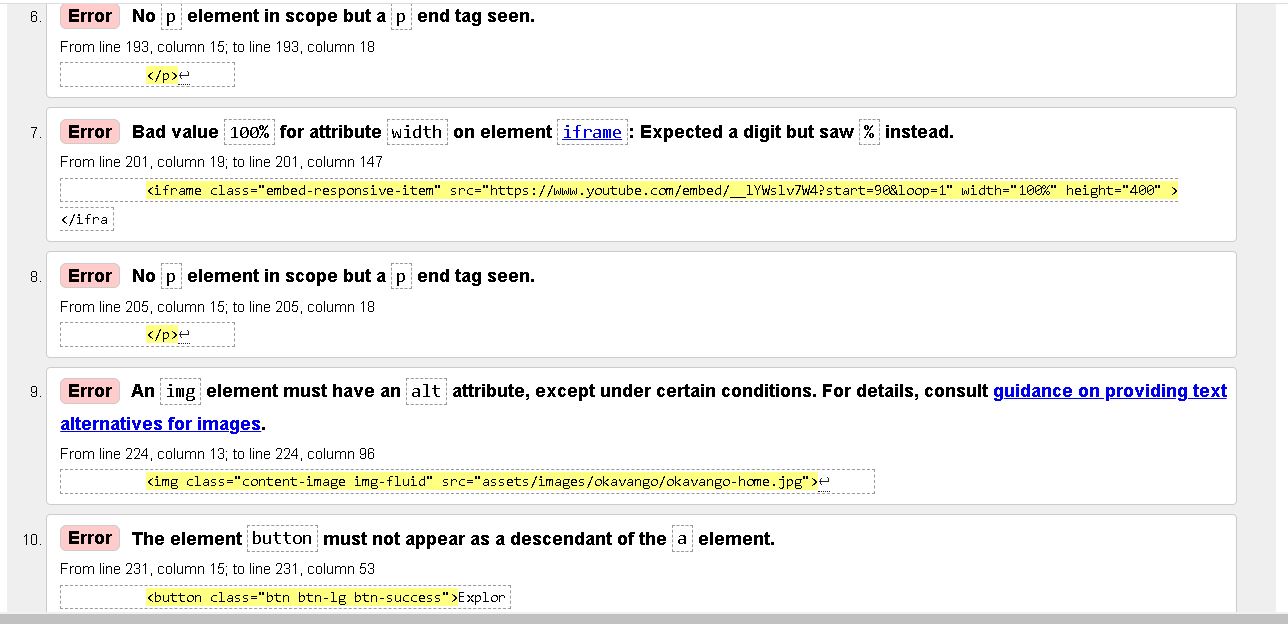 6. Error No p element in scope but a p end tag seen.
From line 193, column 15; to line 193, column 18
</p>↩
7. Error Bad value 100% for attribute width on element iframe: Expected a digit but saw % instead.
From line 201, column 19; to line 201, column 147
<iframe class="embed-responsive-item" src="https://www.youtube.com/embed/__lYWslv7W4?start=90&loop=1" width="100%" height="400" >
</ifra
8. Error No p element in scope but a p end tag seen.
From line 205, column 15; to line 205, column 18
</p>↩
9. Error An img element must have an alt attribute, except under certain conditions. For details, consult guidance on providing text
alternatives for images.
From line 224, column 13; to line 224, column 96
<img class="content-image img-fluid" src="assets/images/okavango/okavango-home.jpg">↩
10. Error The element button must not appear as a descendant of the a element.
From line 231, column 15; to line 231, column 53
<button class="btn btn-lg btn-success">Explor